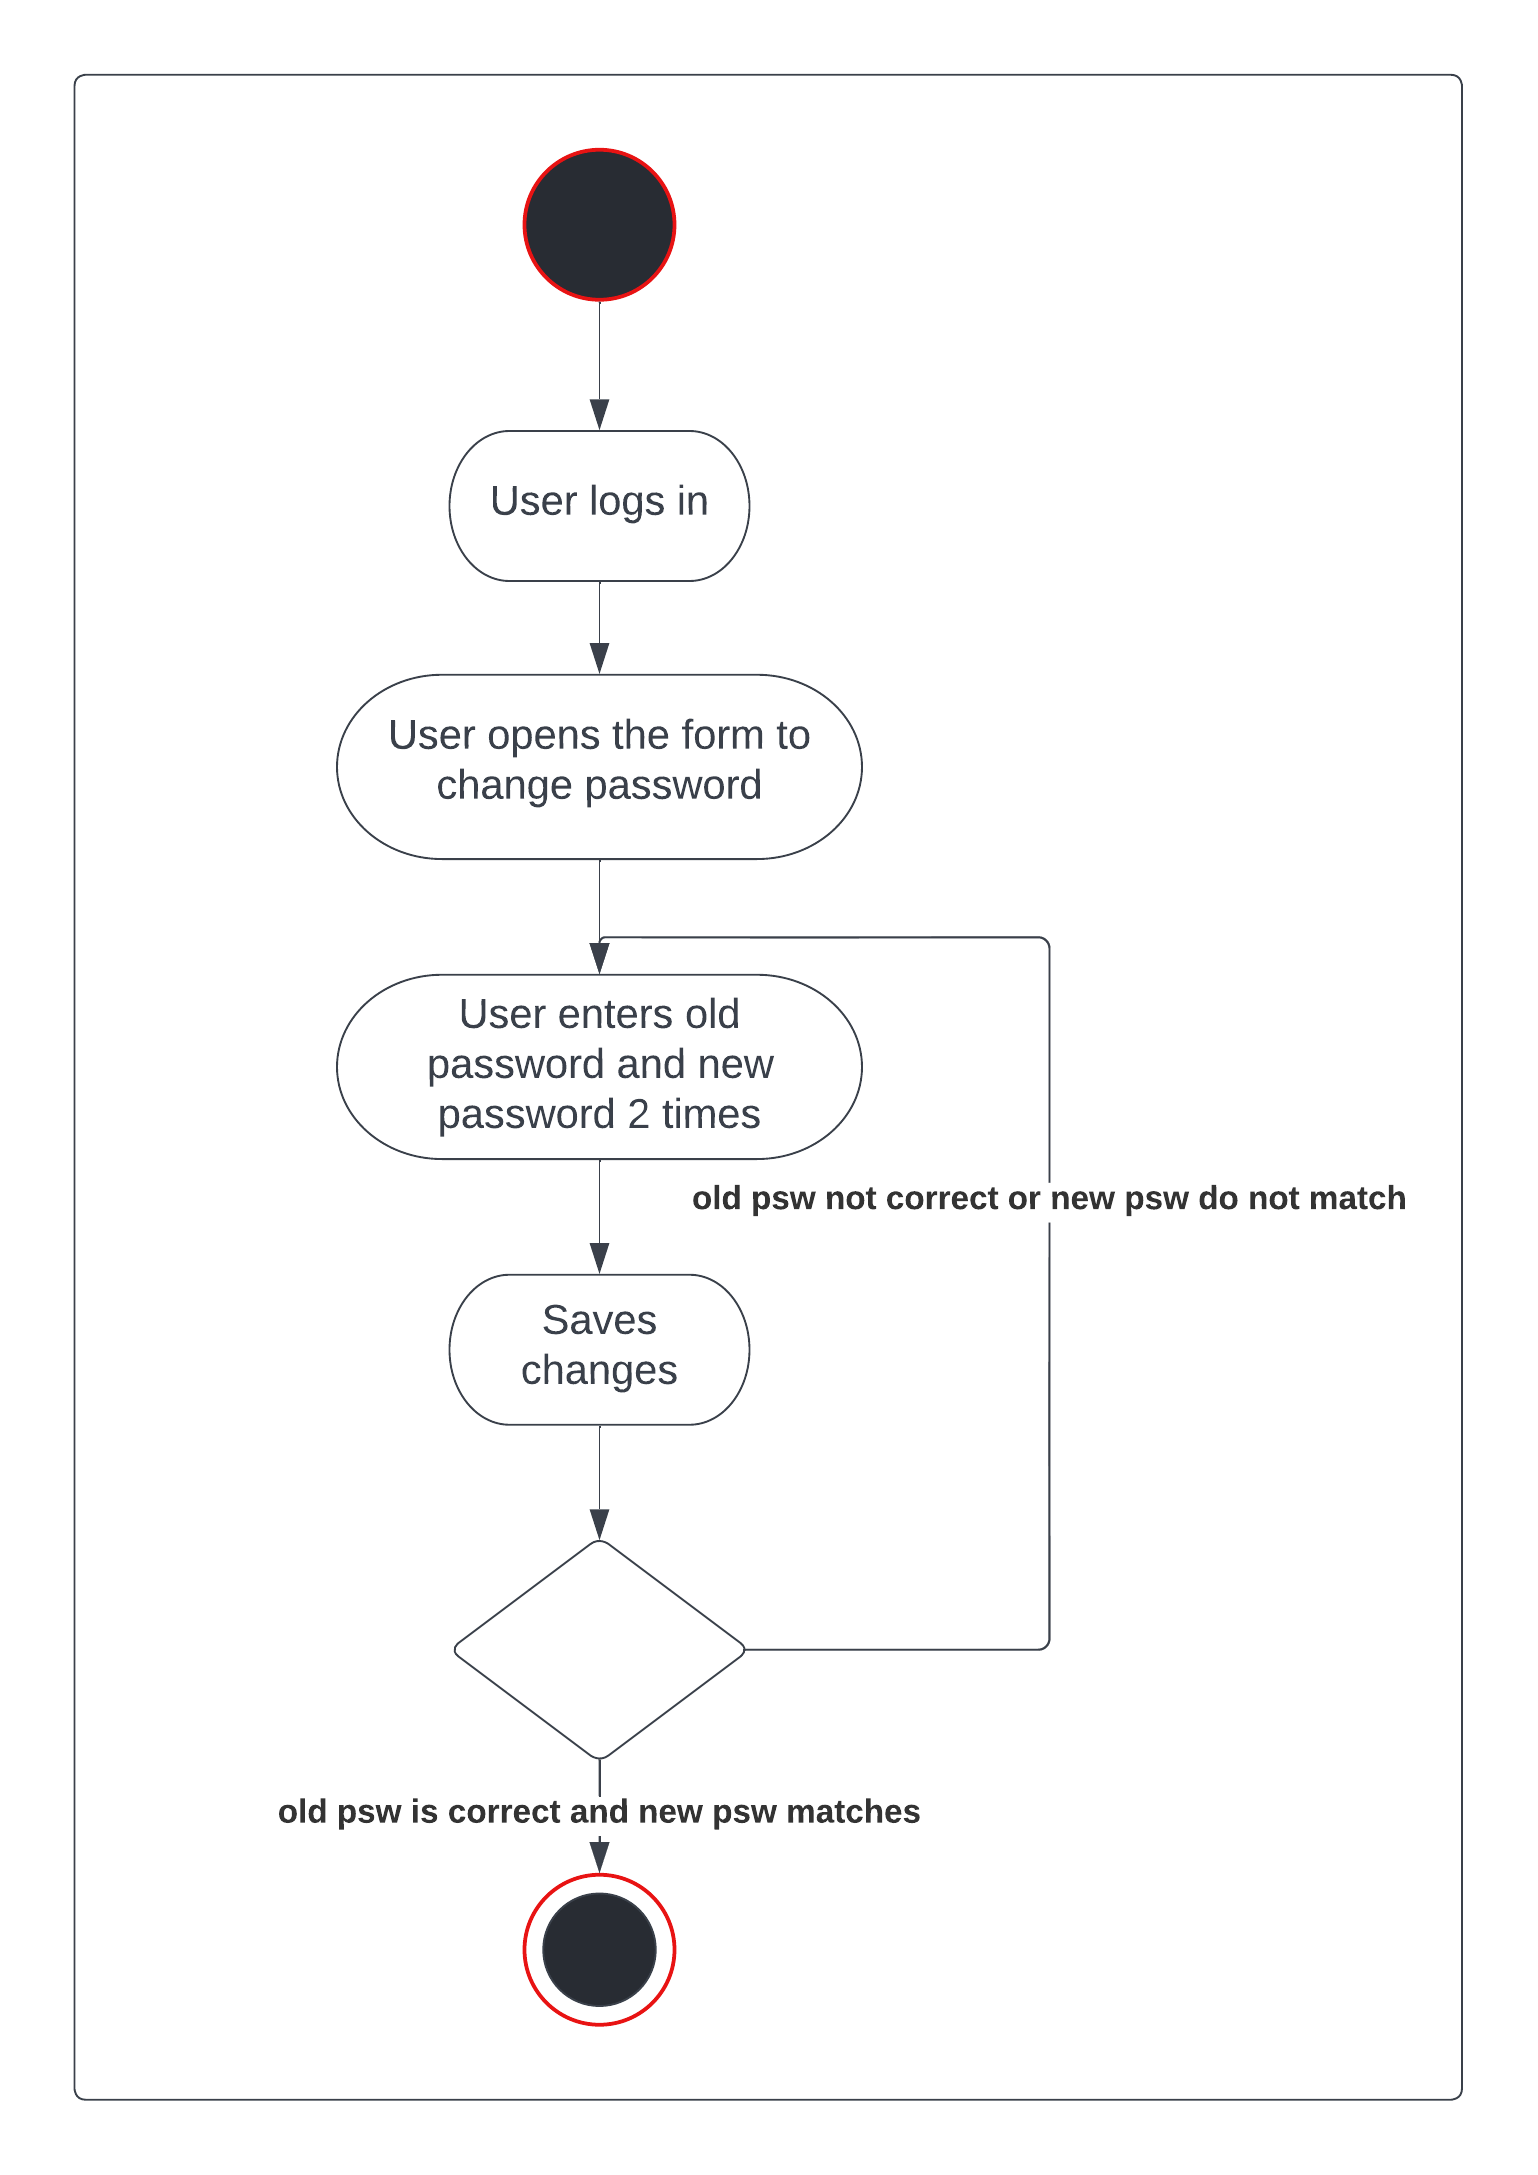 User logs in
User opens the form to
change password
User enters old
password and new
password 2 times
old psw not correct or new psw do not match
Saves
changes
old psw is correct and new psw matches